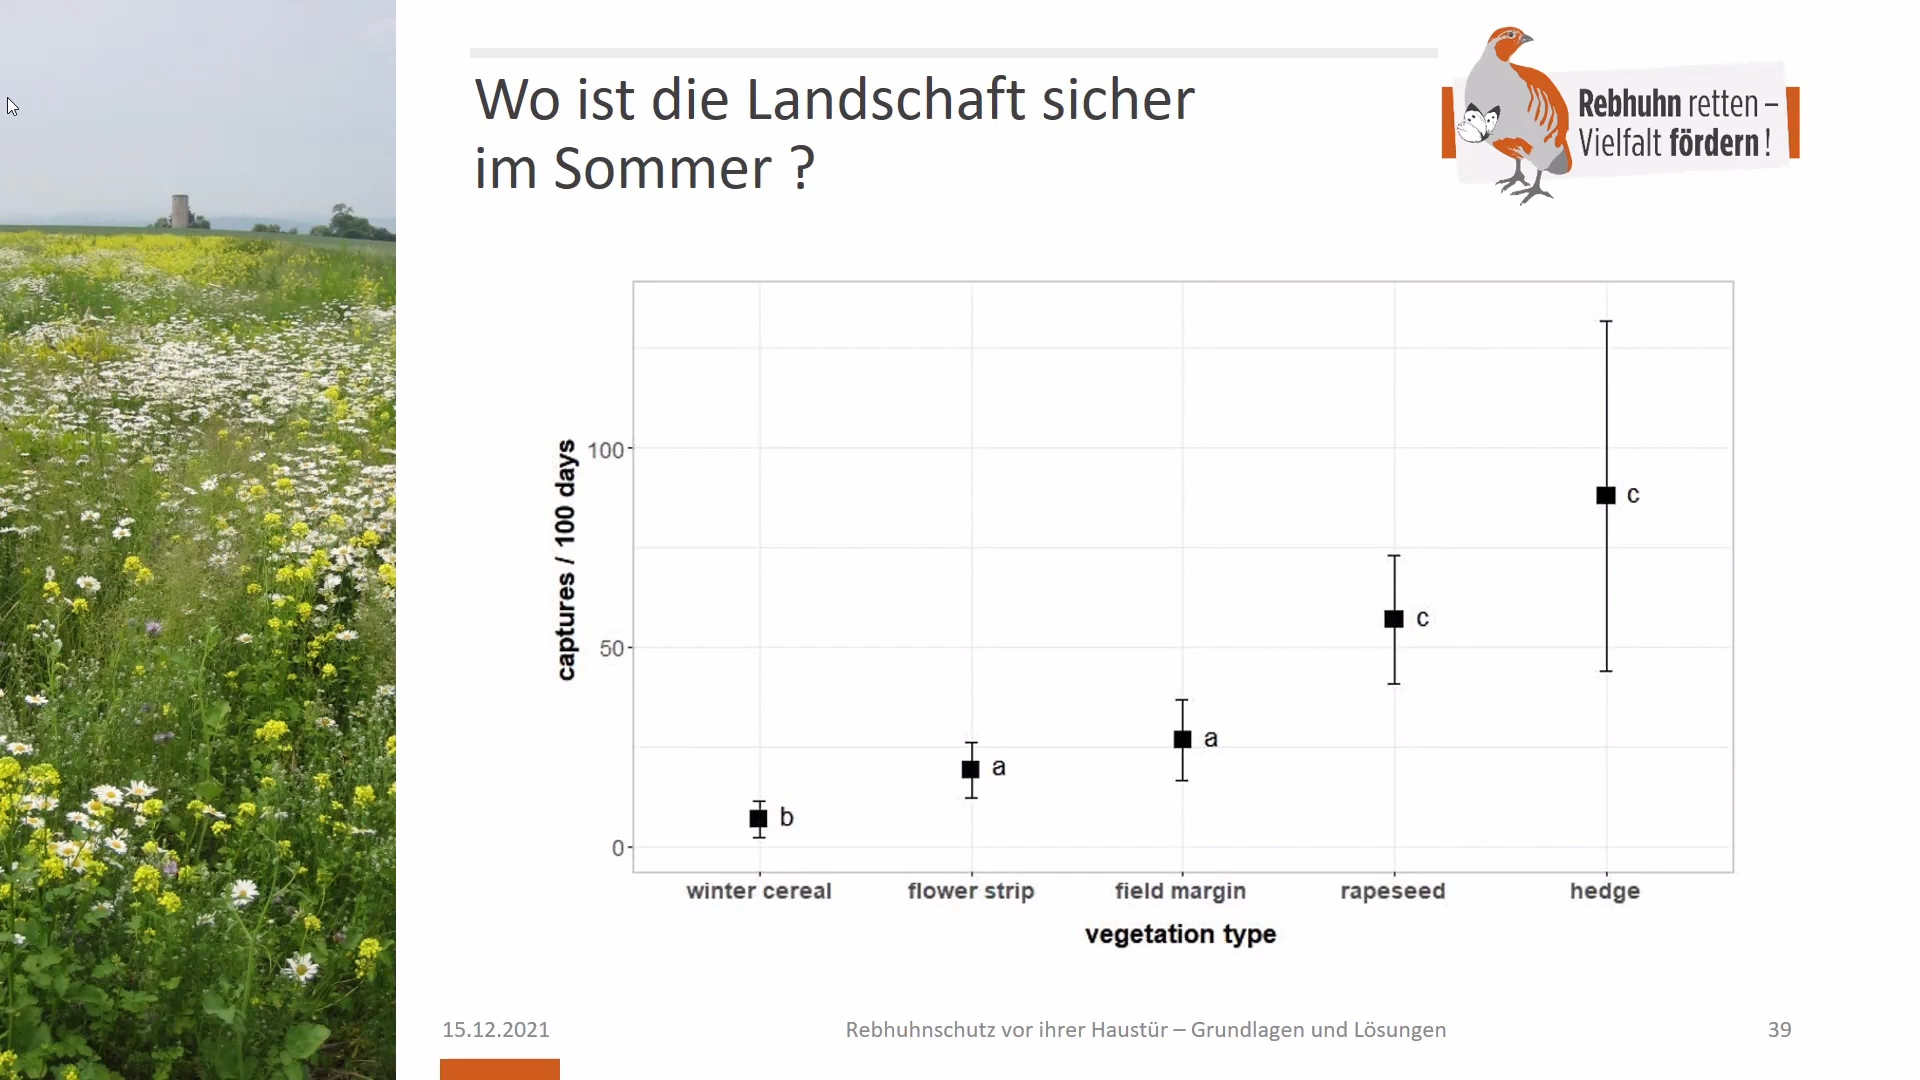 Wo ist die Landschaft sicher
im Sommer ?
Rebhuhn retten –
Vielfalt fördern!
captures / 100 days
100
50
0
b
a
a
c
c
winter cereal
flower strip
field margin
rapeseed
hedge
vegetation type
15.12.2021
Rebhuhnschutz vor ihrer Haustür – Grundlagen und Lösungen
39